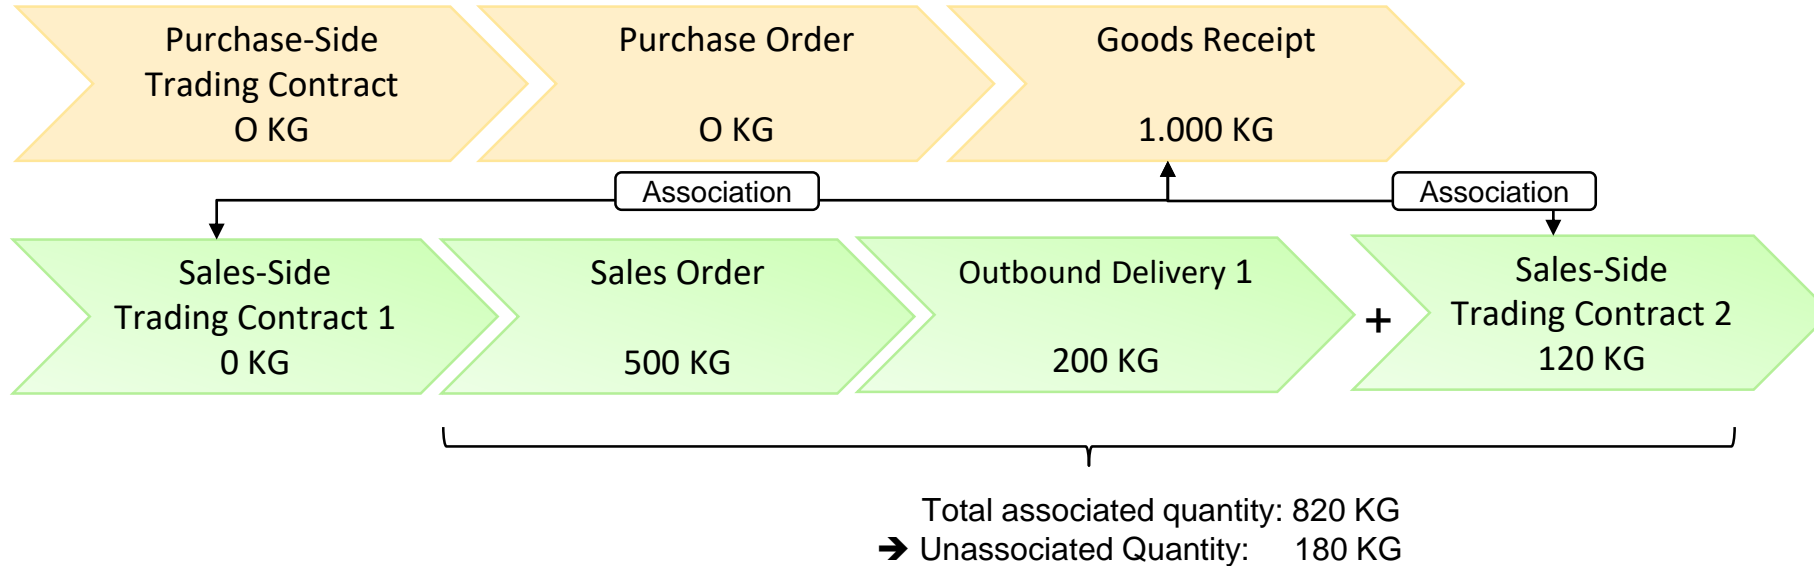 Purchase-Side
Trading Contract
O KG
Purchase Order
O KG
Goods Receipt
1.000 KG
Association
Association
Sales-Side
Trading Contract 1
0 KG
Sales Order
500 KG
Outbound Delivery 1
200 KG
+
Sales-Side
Trading Contract 2
120 KG
Total associated quantity: 820 KG
➔ Unassociated Quantity: 180 KG